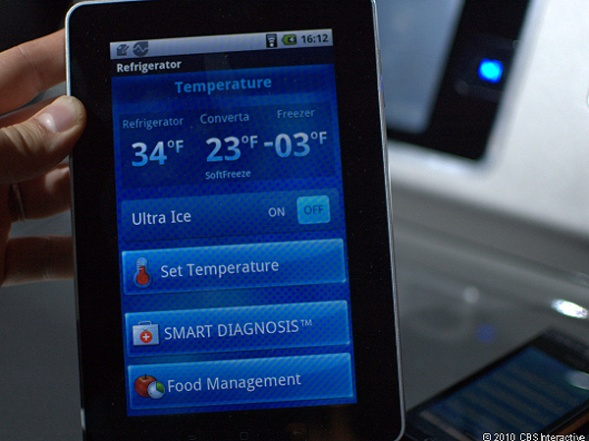 16:12
Refrigerator
Temperature
Refrigerator Converta Freezer
34°F 23°F -03°F
SoftFreeze
Ultra Ice ON OFF
Set Temperature
SMART DIAGNOSIS™
Food Management
© 2010 CBS Interactive